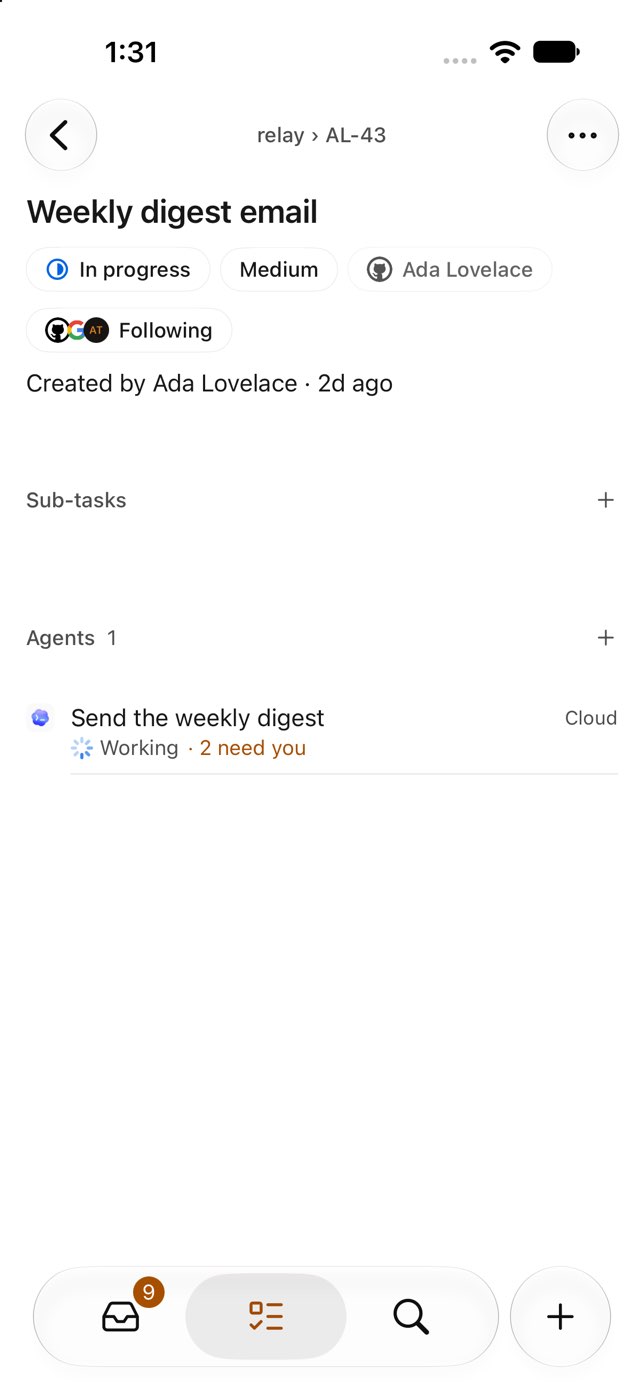 1:31
relay › AL-43
Weekly digest email
In progress
Medium
Ada Lovelace
AT
Following
Created by Ada Lovelace · 2d ago
Sub-tasks
Agents 1
Send the weekly digest
Cloud
Working · 2 need you
9